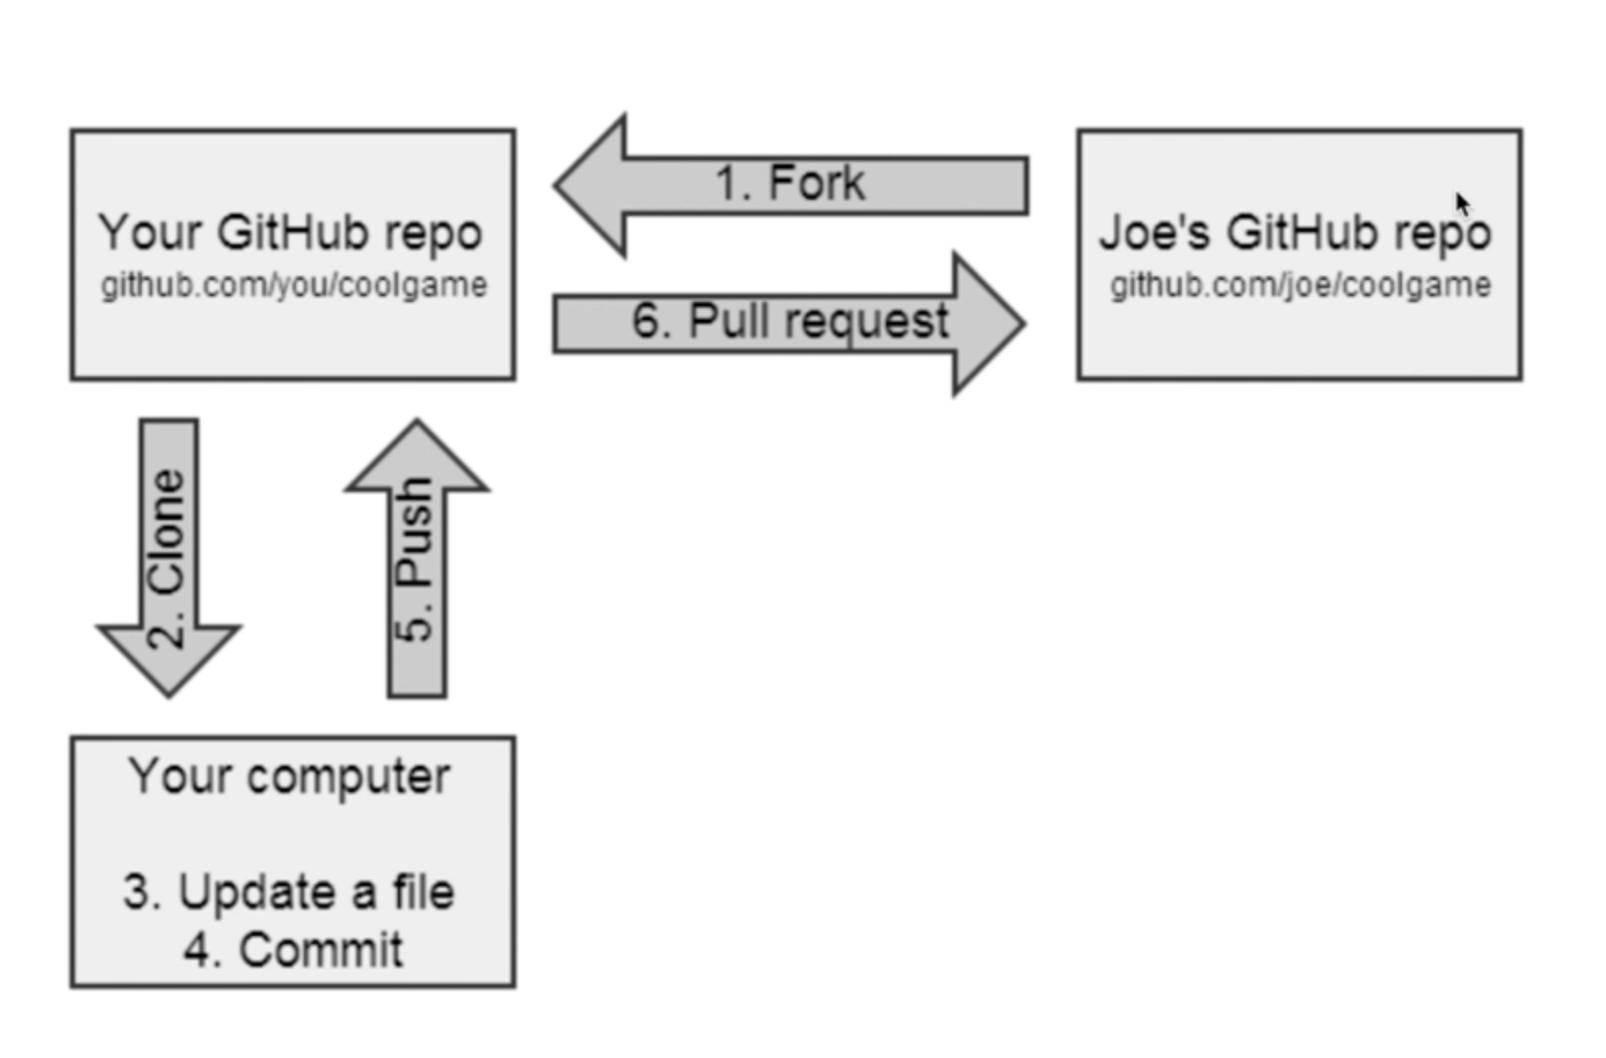 Your GitHub repo
github.com/you/coolgame
1. Fork
6. Pull request
Joe's GitHub repo
github.com/joe/coolgame
2. Clone
5. Push
Your computer
3. Update a file
4. Commit